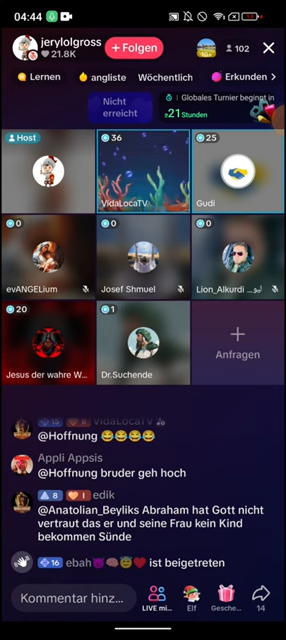 04:44
jerylolgross
21.8K
+ Folgen
102
Lernen
angliste
Wöchentlich
Erkunden
Nicht
erreicht
Globales Turnier beginnt in
21 Stunden
Host
36
VidaLocaTV
25
Gudi
0
evANGELium
0
Josef Shmuel
0
Lion_Alkurdi ...ليو
20
Jesus der wahre W...
1
Dr.Suchende
Anfragen
15 VidaLocaTV
@Hoffnung 😂😂😂😂
Appli Appsis
@Hoffnung bruder geh hoch
8 1 edik
@Anatolian_Beyliks Abraham hat Gott nicht
vertraut das er und seine Frau kein Kind
bekommen Sünde
16 ebah😈🧠😇❤️ ist beigetreten
Kommentar hinz...
LIVE mi...
Elf
Gesche...
14